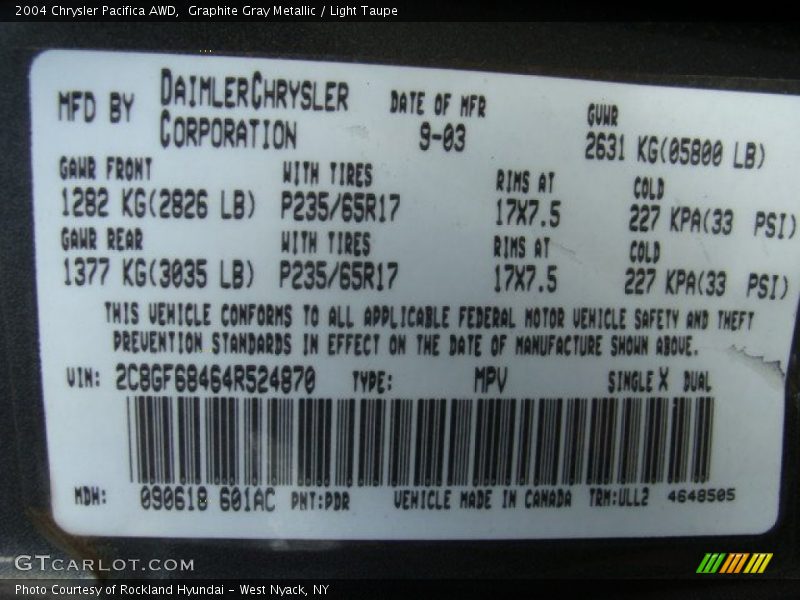 2004 Chrysler Pacifica AWD,  Graphite Gray Metallic / Light Taupe
MFD BY DAIMLERCHRYSLER CORPORATION DATE OF MFR 9-03 GVWR 2631 KG(05800 LB)
GAWR FRONT WITH TIRES RIMS AT COLD
1282 KG(2826 LB) P235/65R17 17X7.5 227 KPA(33 PSI)
GAWR REAR WITH TIRES RIMS AT COLD
1377 KG(3035 LB) P235/65R17 17X7.5 227 KPA(33 PSI)
THIS VEHICLE CONFORMS TO ALL APPLICABLE FEDERAL MOTOR VEHICLE SAFETY AND THEFT
PREVENTION STANDARDS IN EFFECT ON THE DATE OF MANUFACTURE SHOWN ABOVE.
VIN: 2C8GF68464R524870 TYPE: MPV SINGLE X DUAL
MDH: 090618 601AC PNT:PDR VEHICLE MADE IN CANADA TRM:ULL2 4648505
GTCARLOT.COM
Photo Courtesy of Rockland Hyundai - West Nyack, NY